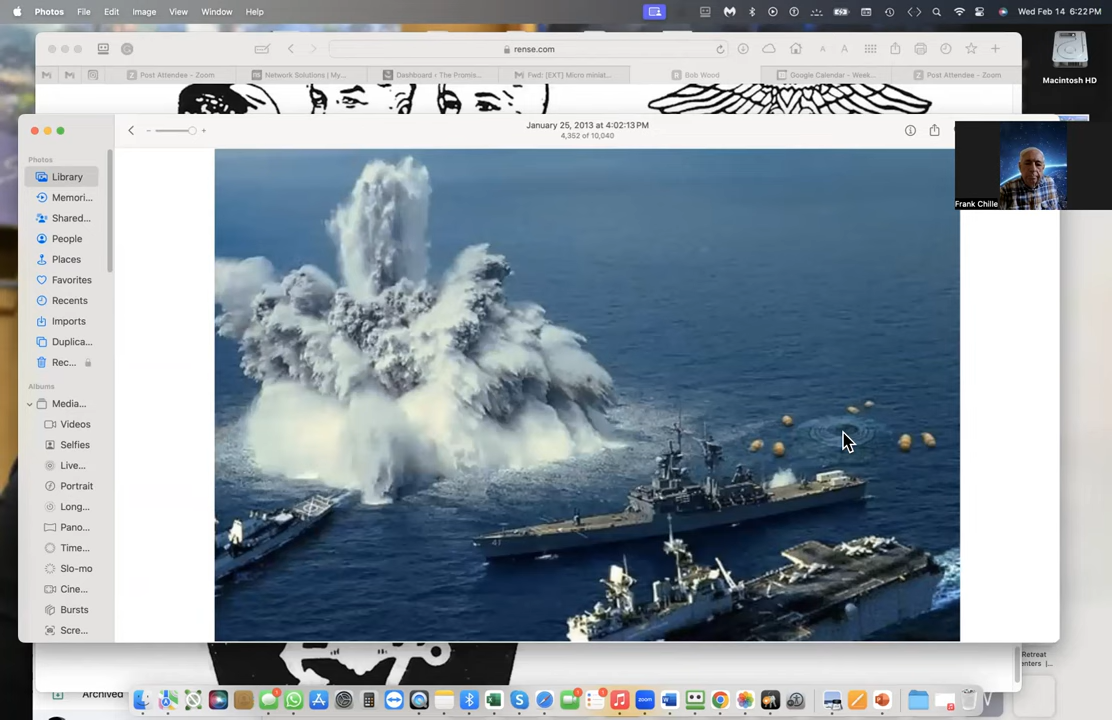 Photos File Edit Image View Window Help
Wed Feb 14 6:22 PM
rense.com
Post Attendee - Zoom
Network Solutions | My...
Dashboard ‹ The Promis...
Fwd: (EXT) Micro miniat...
Bob Wood
Google Calendar - Week...
Post Attendee - Zoom
Macintosh HD
January 25, 2013 at 4:02:13 PM
4,352 of 10,040
Frank Chille
Photos
Library
Memori...
Shared...
People
Places
Favorites
Recents
Imports
Duplica...
Rec...
Albums
Media...
Videos
Selfies
Live...
Portrait
Long...
Pano...
Time...
Slo-mo
Cine...
Bursts
Scre...
Retreat
enters |...
Archived
zoom